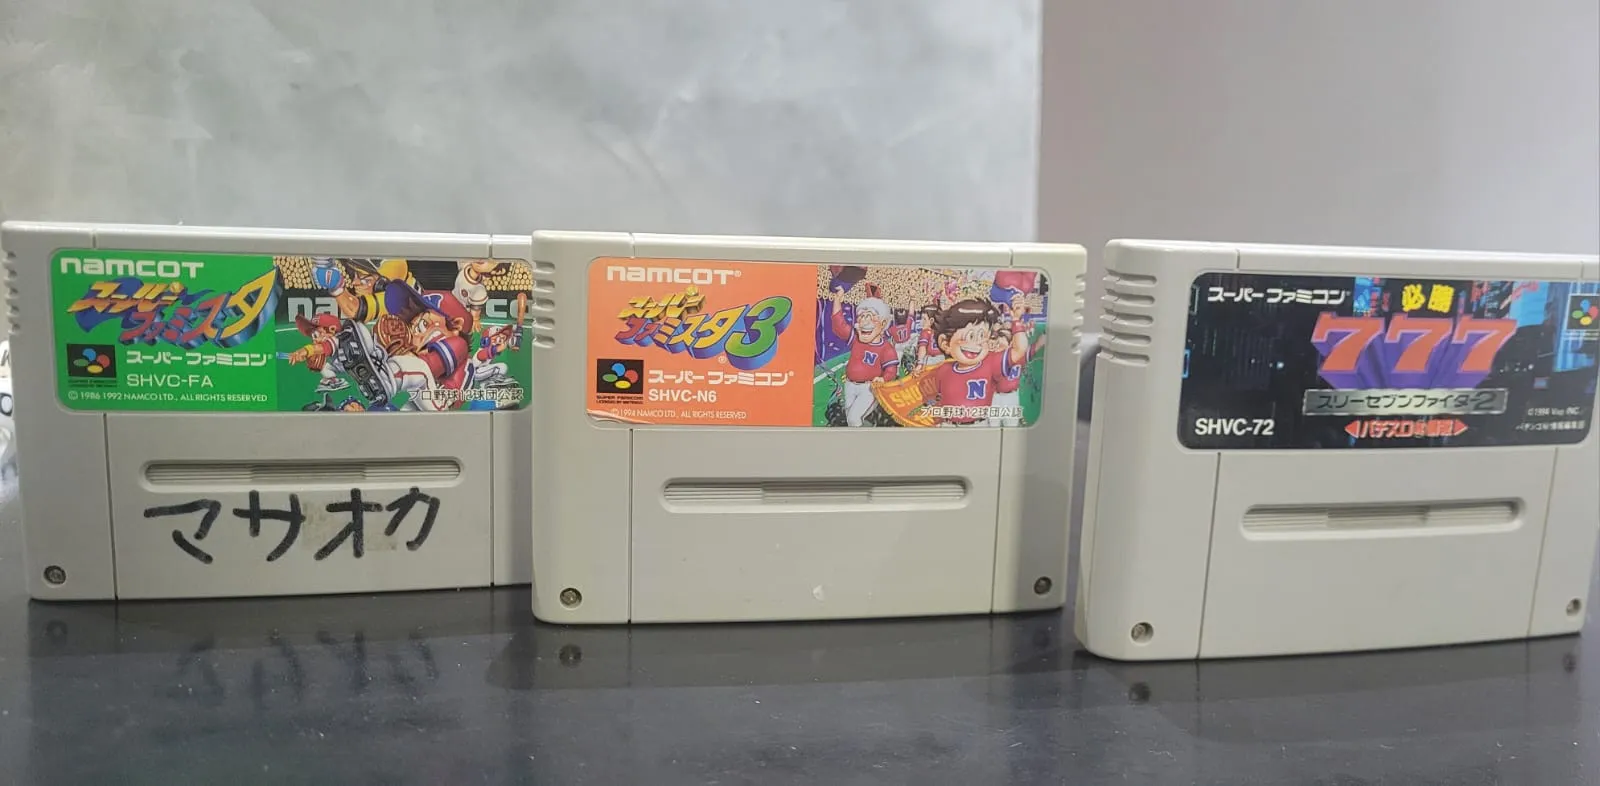 namcot
スーパー
ファミスタ
スーパーファミコン
SHVC-FA
© 1986 1992 NAMCO LTD., ALL RIGHTS RESERVED
プロ野球12球団公認
マサオカ
namcot®
スーパー
ファミスタ3
スーパーファミコン®
SHVC-N6
© 1994 NAMCO LTD., ALL RIGHTS RESERVED
N
N
プロ野球12球団公認
スーパーファミコン®
必勝
777
スリーセブンファイター2
SHVC-72
©1994 Vap INC.